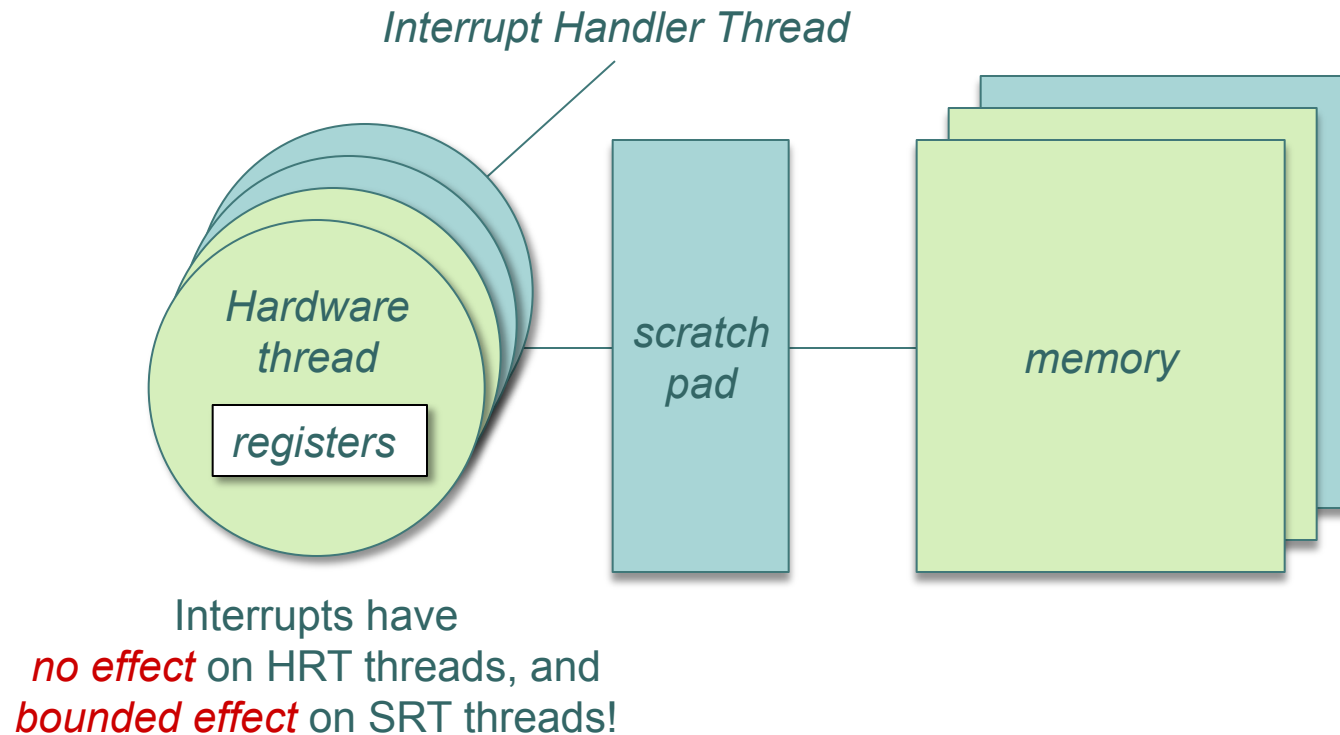 Interrupt Handler Thread
Hardware
thread
registers
scratch
pad
memory
Interrupts have
no effect on HRT threads, and
bounded effect on SRT threads!